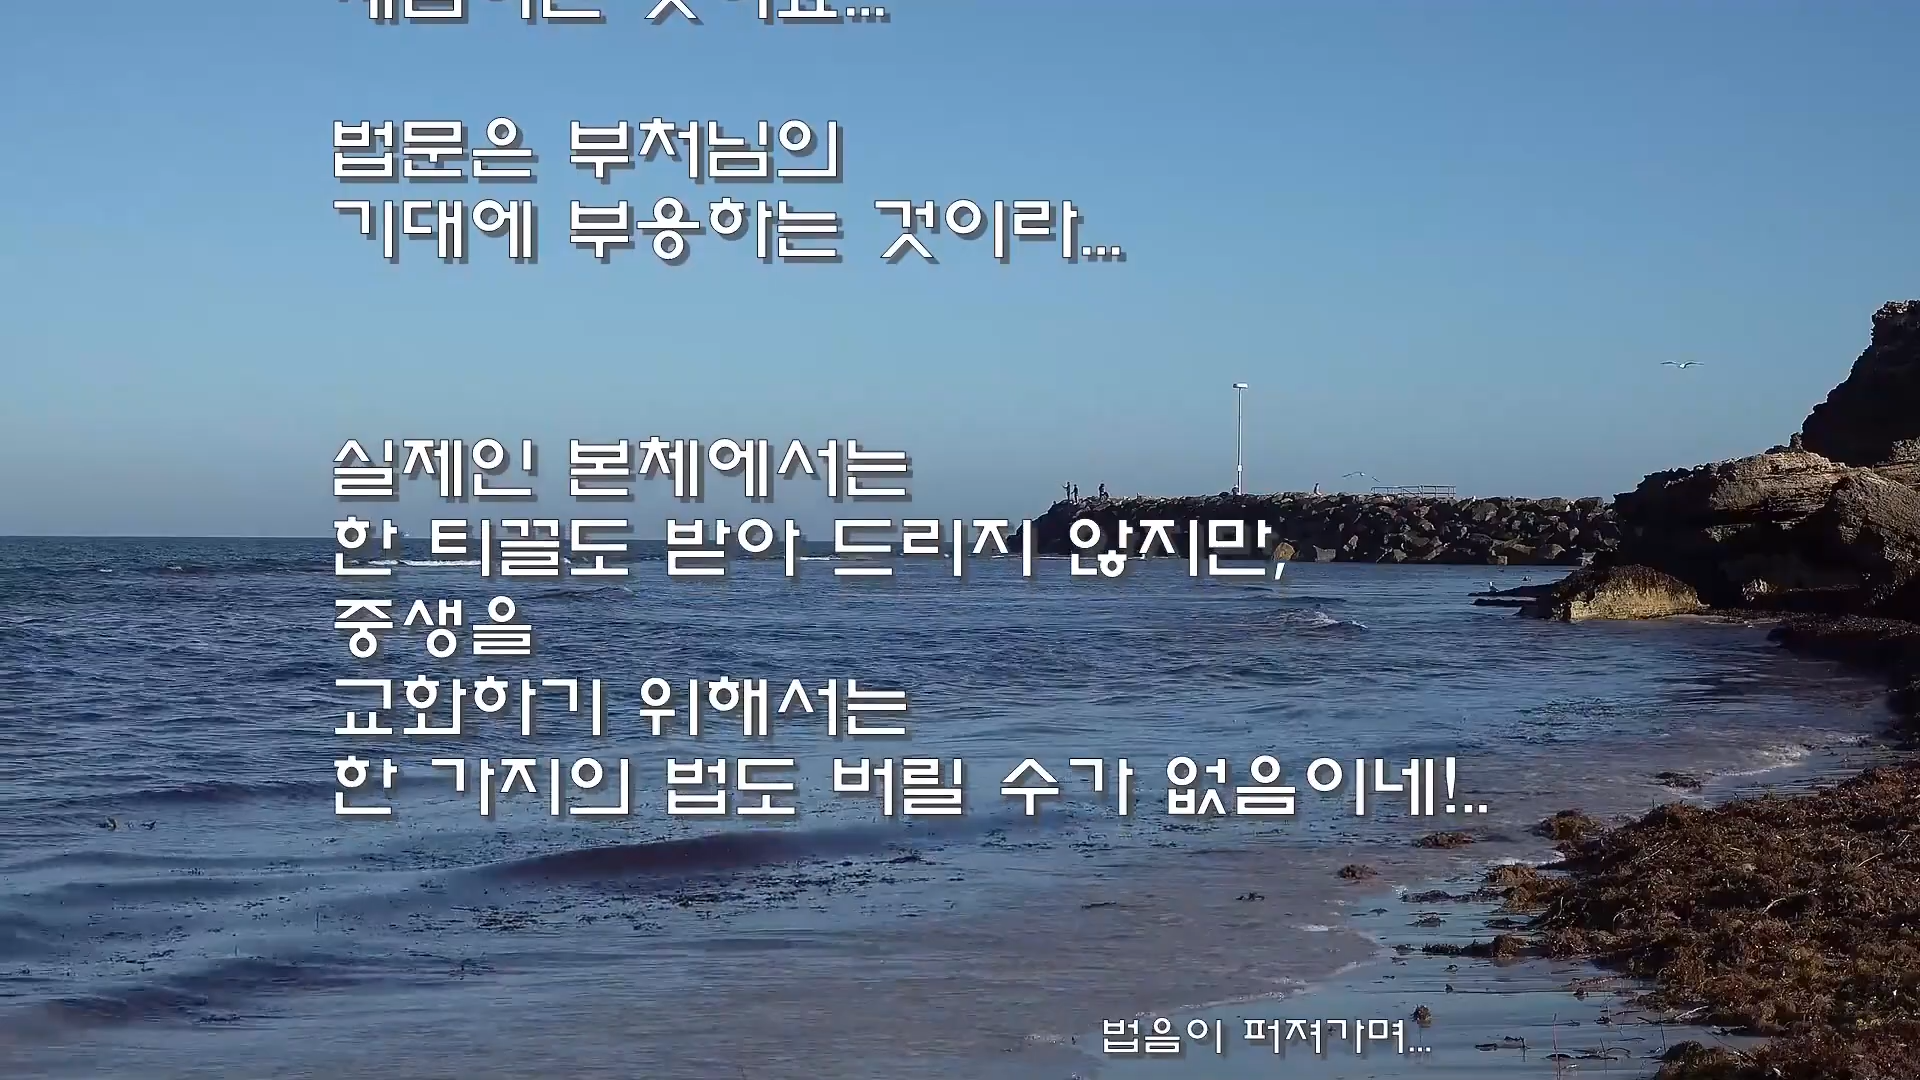 법문은 부처님의
기대에 부응하는 것이라...
실제인 본체에서는
한 티끌도 받아 드리지 않지만,
중생을
교화하기 위해서는
한 가지의 법도 버릴 수가 없음이네!..
법음이 퍼져가며...